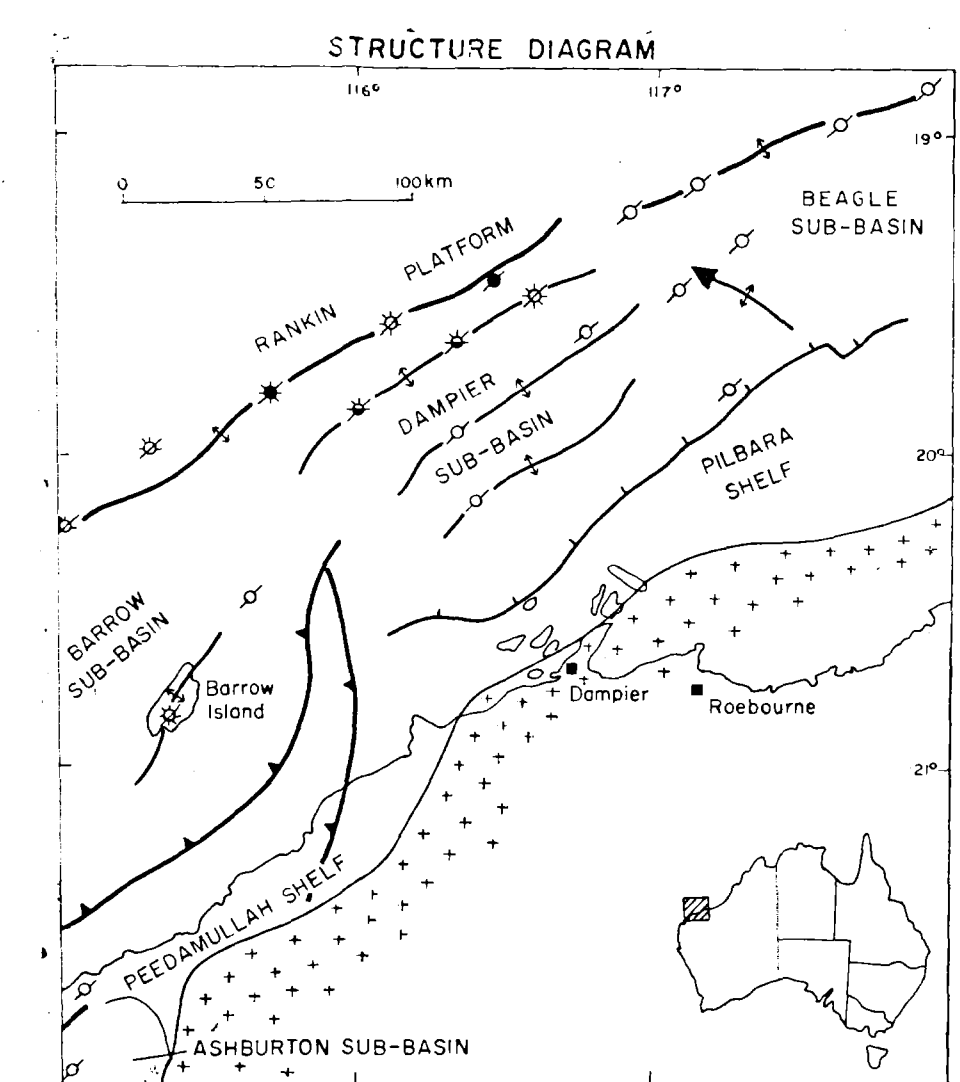 STRUCTURE DIAGRAM
116°
117°
19°
0 50 100km
BEAGLE
SUB-BASIN
RANKIN PLATFORM
DAMPIER
SUB-BASIN
PILBARA
SHELF
20°
BARROW
SUB-BASIN
Barrow
Island
Dampier
Roebourne
21°
PEEDAMULLAH SHELF
ASHBURTON SUB-BASIN